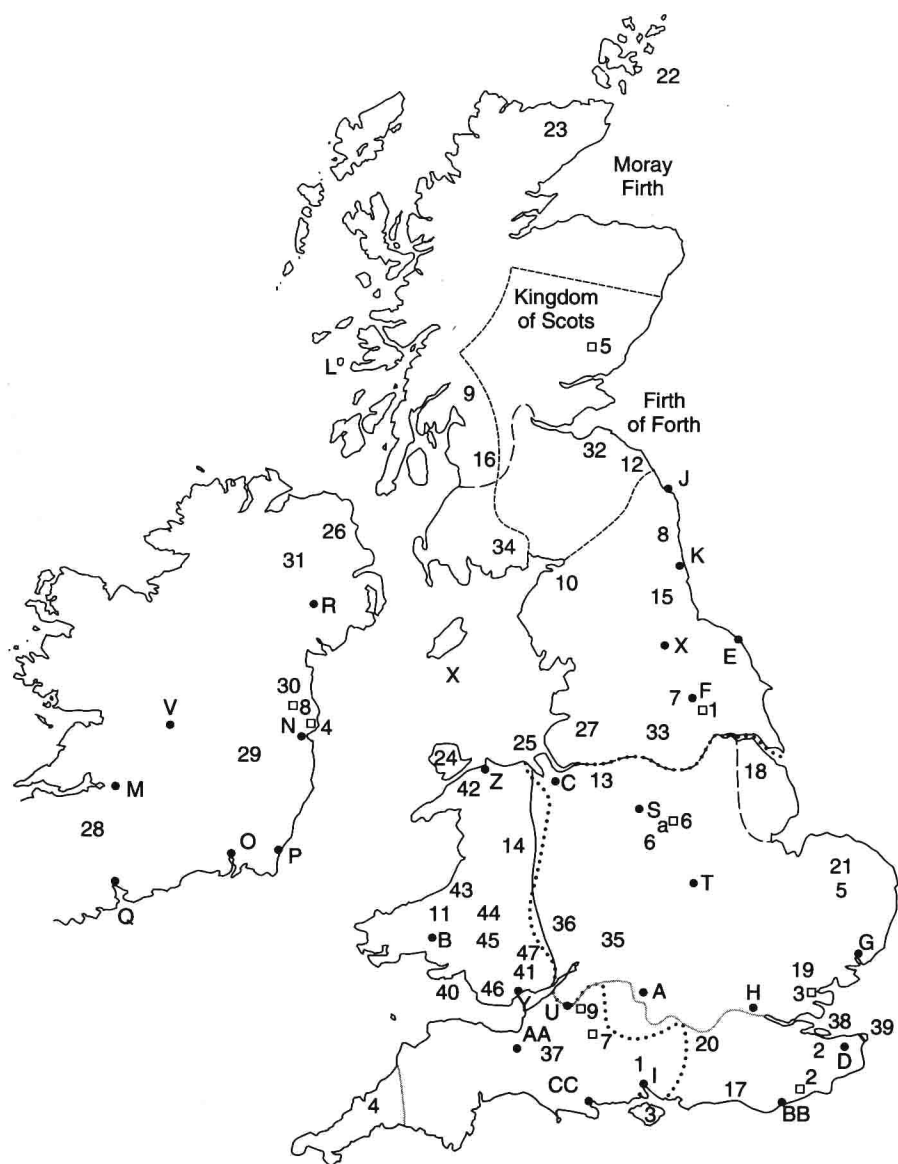 22
23
Moray
Firth
Kingdom
of Scots
5
L
9
Firth
of Forth
32
16
12
J
26
8
31
34
K
10
15
R
X
E
X
30
8
7 F
1
V
4
N
27
33
29
25
24
18
42
Z
C
13
M
S
a 6
6
28
14
O
P
21
T
5
43
Q
11
44
36
B
45
35
G
47
41
19
40
46
Y
A
H
3
U
9
38
39
AA
7
20
2
D
37
1 I
2
CC
17
4
3
BB